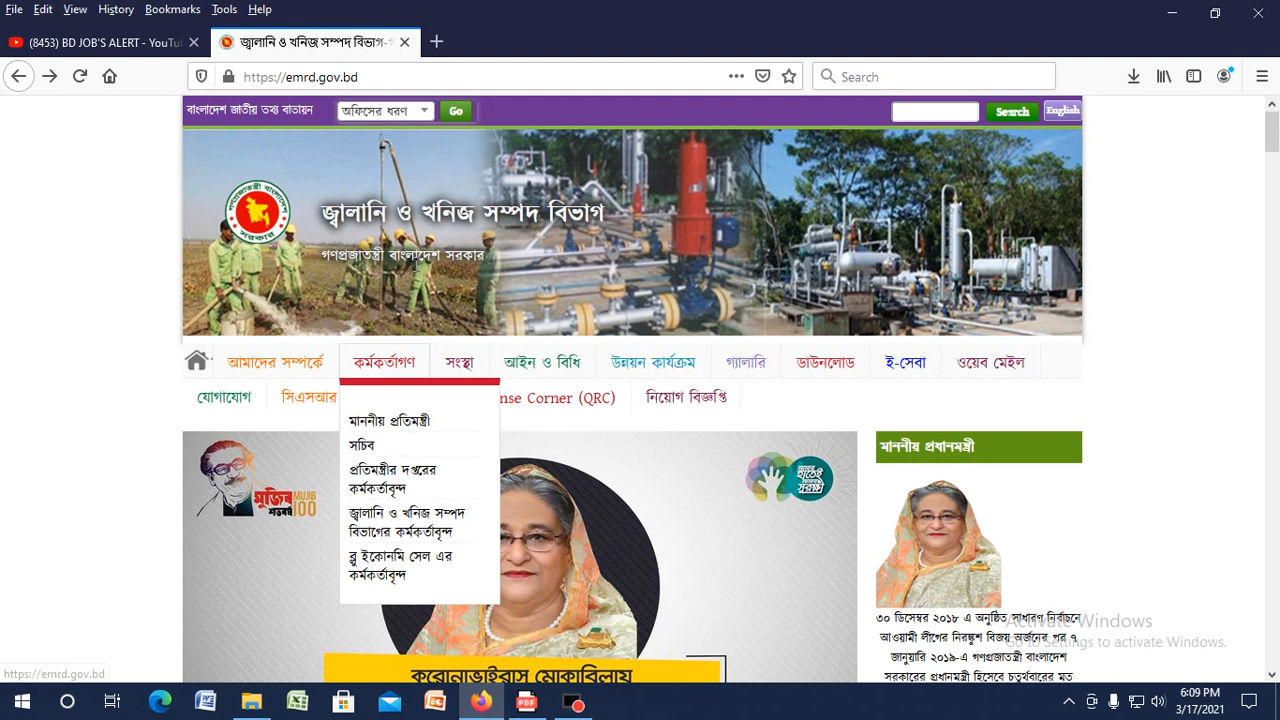 File Edit View History Bookmarks Tools Help
(8453) BD JOB'S ALERT - YouTu
জ্বালানি ও খনিজ সম্পদ বিভাগ-
https://emrd.gov.bd
Search
বাংলাদেশ জাতীয় তথ্য বাতায়ন
অফিসের ধরণ
Go
Search
English
জ্বালানি ও খনিজ সম্পদ বিভাগ
গণপ্রজাতন্ত্রী বাংলাদেশ সরকার
আমাদের সম্পর্কে কর্মকর্তাগণ সংস্থা আইন ও বিধি উন্নয়ন কার্যক্রম গ্যালারি ডাউনলোড ই-সেবা ওয়েব মেইল
যোগাযোগ সিএসআর nse Corner (QRC) নিয়োগ বিজ্ঞপ্তি
মাননীয় প্রতিমন্ত্রী
সচিব
প্রতিমন্ত্রীর দপ্তরের
কর্মকর্তাবৃন্দ
জ্বালানি ও খনিজ সম্পদ
বিভাগের কর্মকর্তাবৃন্দ
ব্লু ইকোনমি সেল এর
কর্মকর্তাবৃন্দ
মুজিব
শতবর্ষ
MUJIB
100
করোনাভাইরাস মোকাবিলায়
মাননীয় প্রধানমন্ত্রী
৩০ ডিসেম্বর ২০১৮ এ অনুষ্ঠিত সাধারণ নির্বাচনে
আওয়ামী লীগের নিরঙ্কুশ বিজয় অর্জনের পর ৭
জানুয়ারি ২০১৯-এ গণপ্রজাতন্ত্রী বাংলাদেশ
সরকারের প্রধানমন্ত্রী হিসেবে চতুর্থবারের মত
Activate Windows
Go to Settings to activate Windows.
https://emrd.gov.bd
6:09 PM
3/17/2021